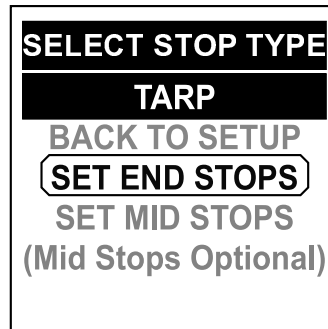 SELECT STOP TYPE
TARP
BACK TO SETUP
SET END STOPS
SET MID STOPS
(Mid Stops Optional)